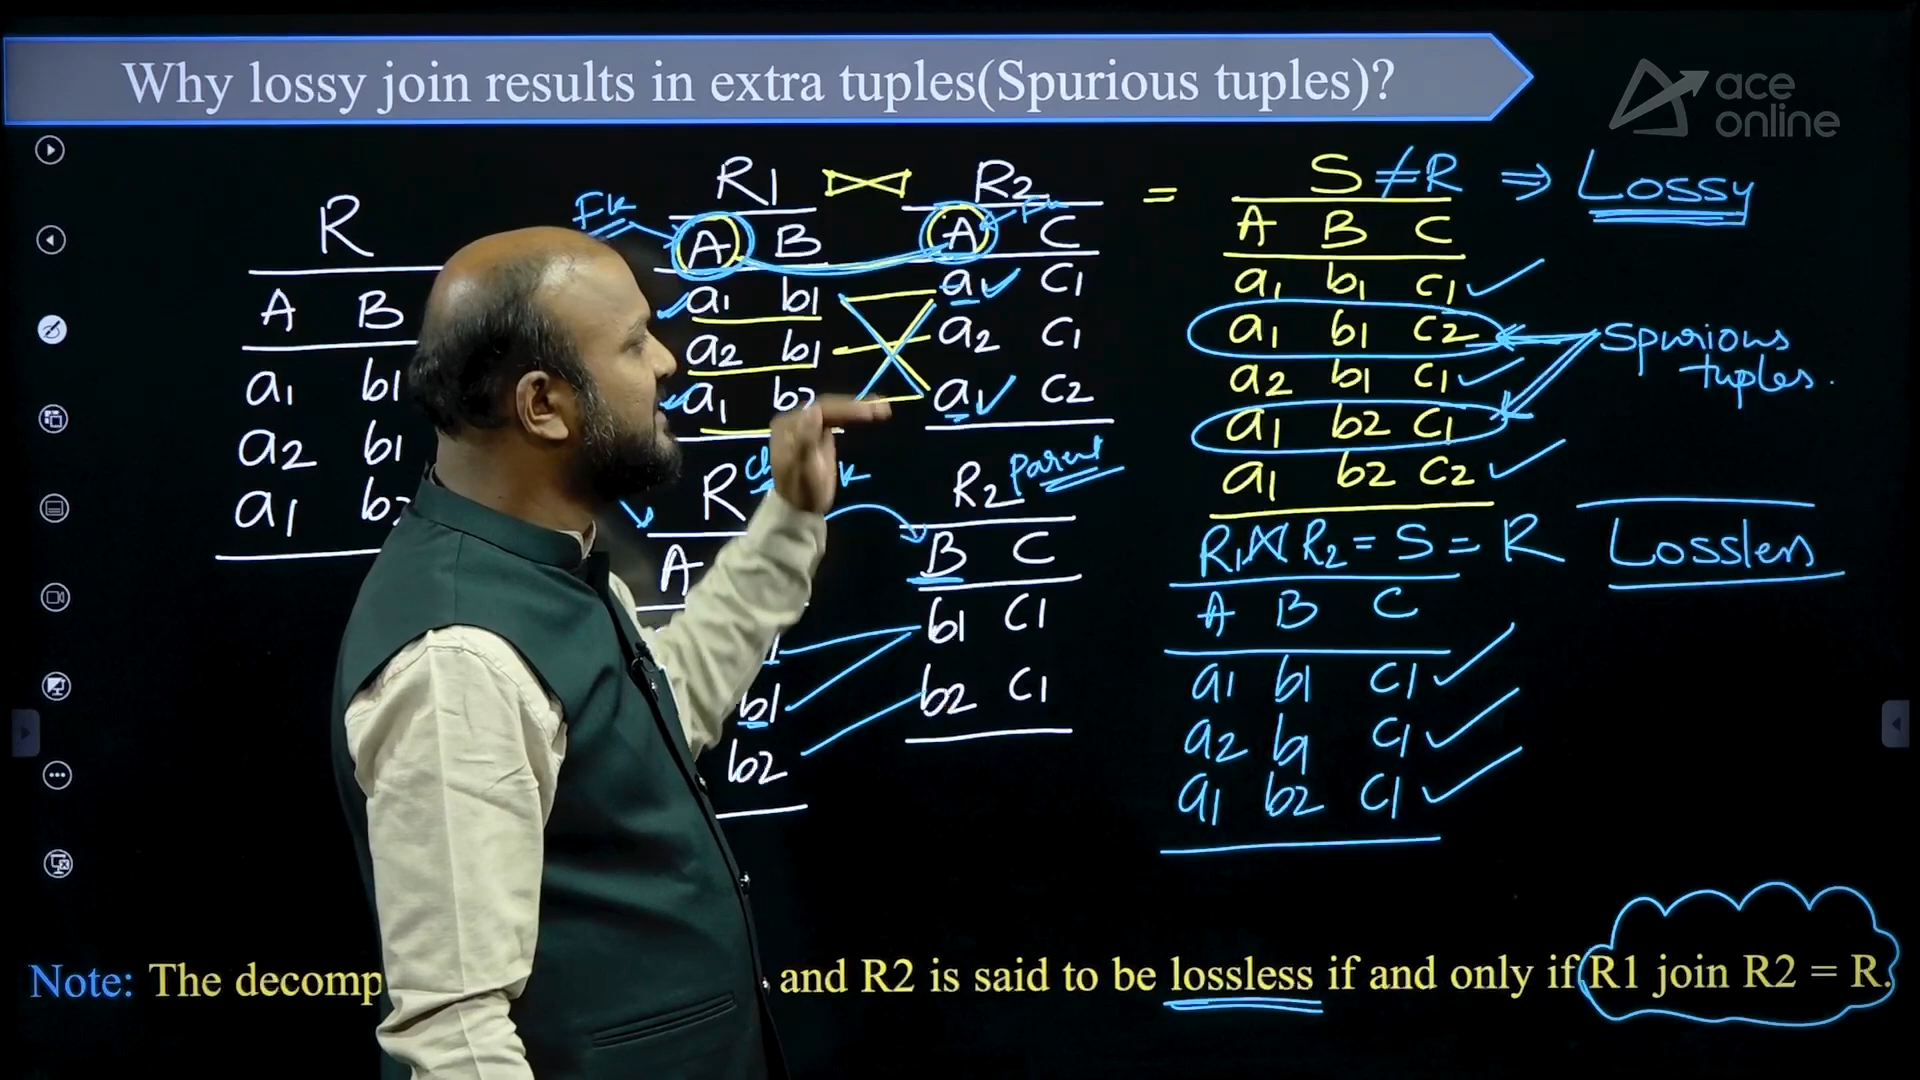 Why lossy join results in extra tuples(Spurious tuples)?
ace
online
R
A B
a1 b1
a2 b1
a1
R1 ⋈ R2 = S ≠ R ⇒ Lossy
Fk
A B
a1 b1
a2 b1
a1 b2
A C
a1 C1
a2 C1
a1 C2
A B C
a1 b1 C1
a1 b1 C2
a2 b1 C1
a1 b2 C1
a1 b2 C2
Spurious
tuples.
R
A
b1
b2
R2 parent
B C
b1 C1
b2 C1
R1 ⋈ R2 = S = R Lossless
A B C
a1 b1 C1
a2 b1 C1
a1 b2 C1
Note: The decomp and R2 is said to be lossless if and only if R1 join R2 = R.